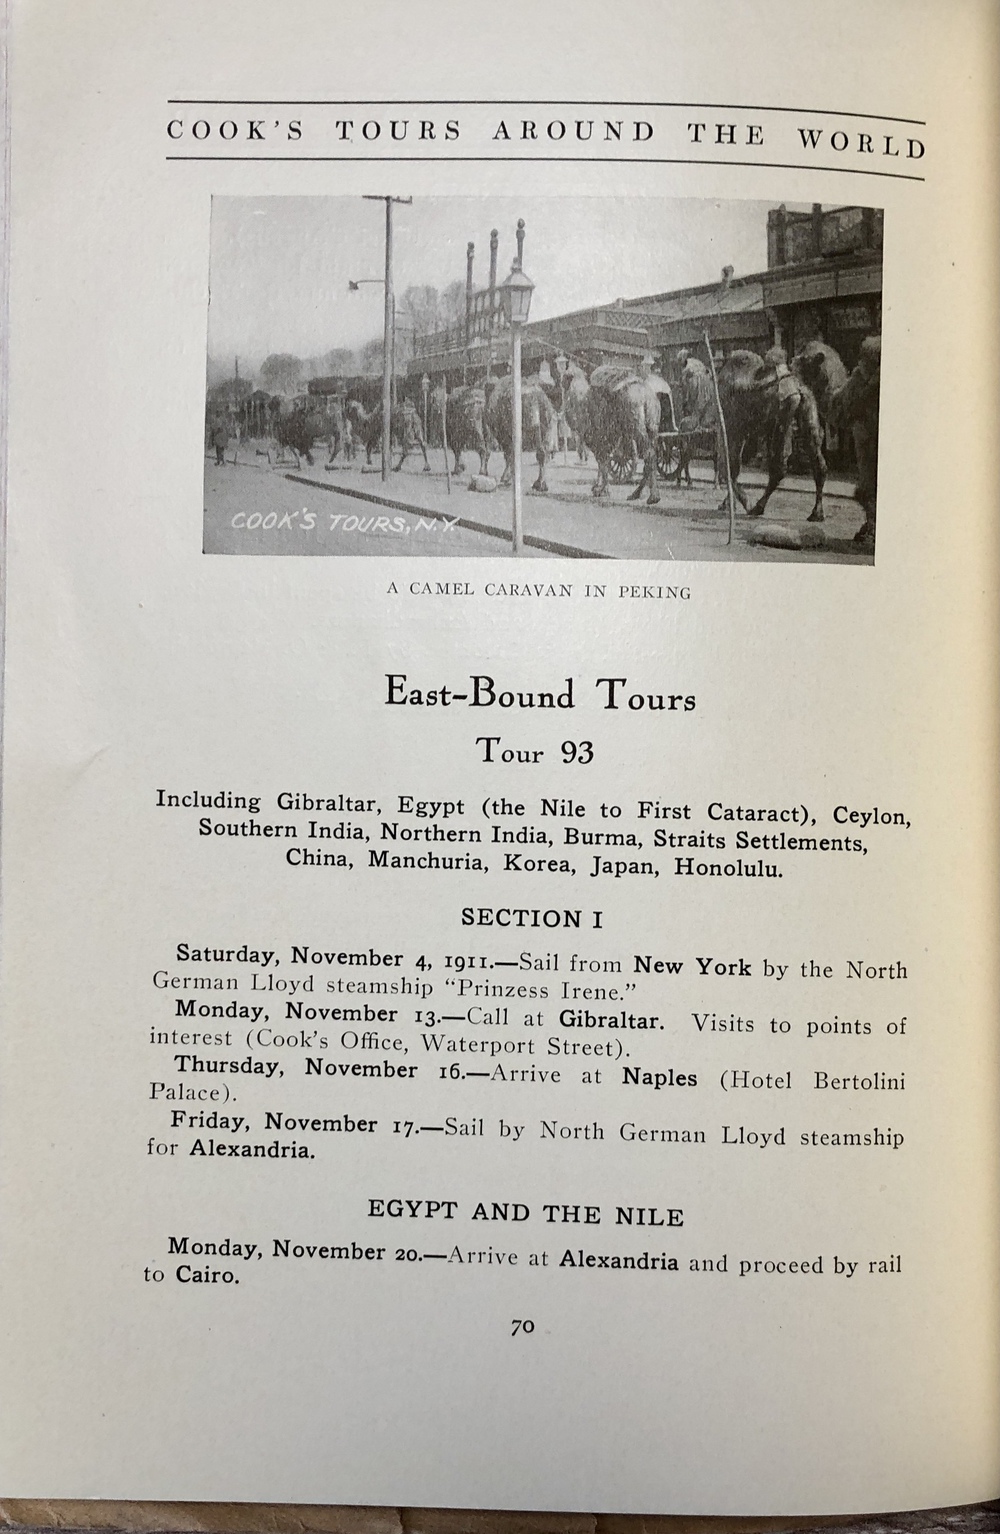 COOK'S TOURS AROUND THE WORLD
COOK'S TOURS, N.Y.
A CAMEL CARAVAN IN PEKING
East-Bound Tours
Tour 93
Including Gibraltar, Egypt (the Nile to First Cataract), Ceylon,
Southern India, Northern India, Burma, Straits Settlements,
China, Manchuria, Korea, Japan, Honolulu.
SECTION I
Saturday, November 4, 1911.—Sail from New York by the North
German Lloyd steamship "Prinzess Irene."
Monday, November 13.—Call at Gibraltar. Visits to points of
interest (Cook's Office, Waterport Street).
Thursday, November 16.—Arrive at Naples (Hotel Bertolini
Palace).
Friday, November 17.—Sail by North German Lloyd steamship
for Alexandria.
EGYPT AND THE NILE
Monday, November 20.—Arrive at Alexandria and proceed by rail
to Cairo.
70